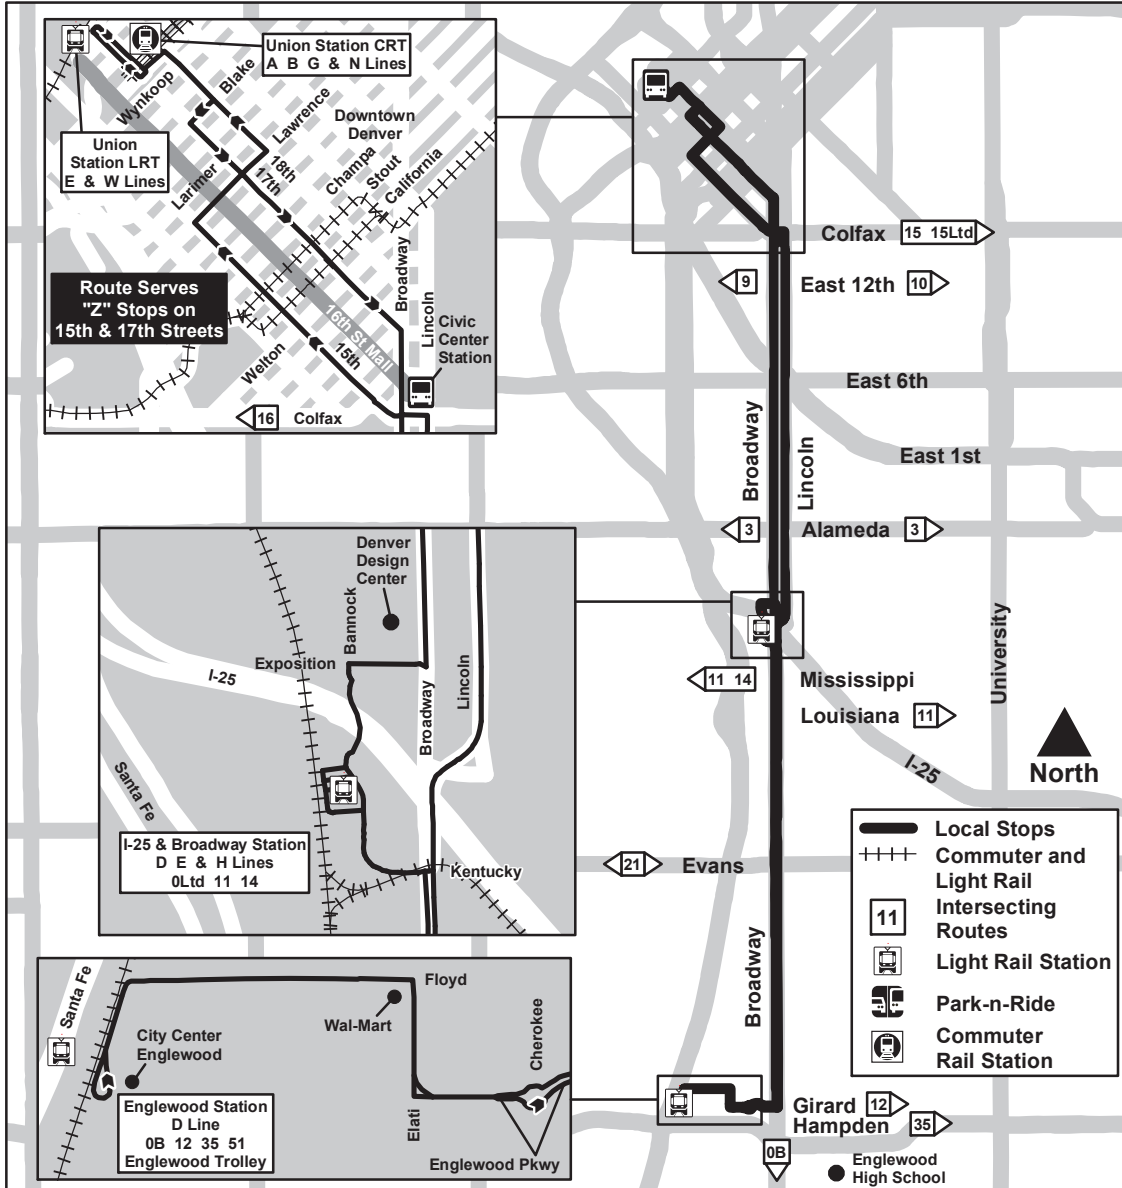 Union Station CRT
A B G & N Lines
Union
Station LRT
E & W Lines
Wynkoop
Blake
Lawrence
Downtown
Denver
18th
17th
Larimer
Champa
Stout
California
Route Serves
"Z" Stops on
15th & 17th Streets
Broadway
Lincoln
16th St Mall
15th
Civic
Center
Station
Welton
16
Colfax
Colfax
15 15Ltd
9
East 12th
10
East 6th
Broadway
Lincoln
East 1st
3
Alameda
3
University
11 14
Mississippi
Louisiana
11
I-25
North
21
Evans
Broadway
Denver
Design
Center
Bannock
Exposition
I-25
Broadway
Lincoln
Santa Fe
I-25 & Broadway Station
D E & H Lines
0Ltd 11 14
Kentucky
Local Stops
Commuter and
Light Rail
11
Intersecting
Routes
Light Rail Station
Park-n-Ride
Commuter
Rail Station
Santa Fe
Floyd
Wal-Mart
City Center
Englewood
Cherokee
Elati
Englewood Station
D Line
0B 12 35 51
Englewood Trolley
Englewood Pkwy
Girard
12
Hampden
35
0B
Englewood
High School